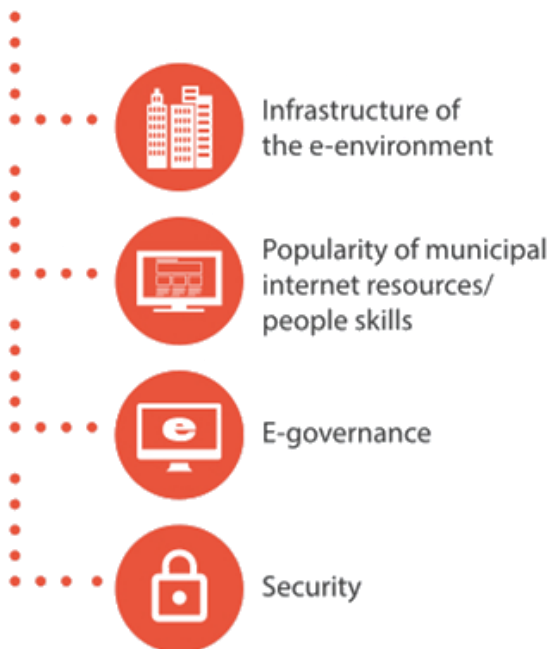 Infrastructure of
the e-environment
Popularity of municipal
internet resources/
people skills
e
E-governance
Security